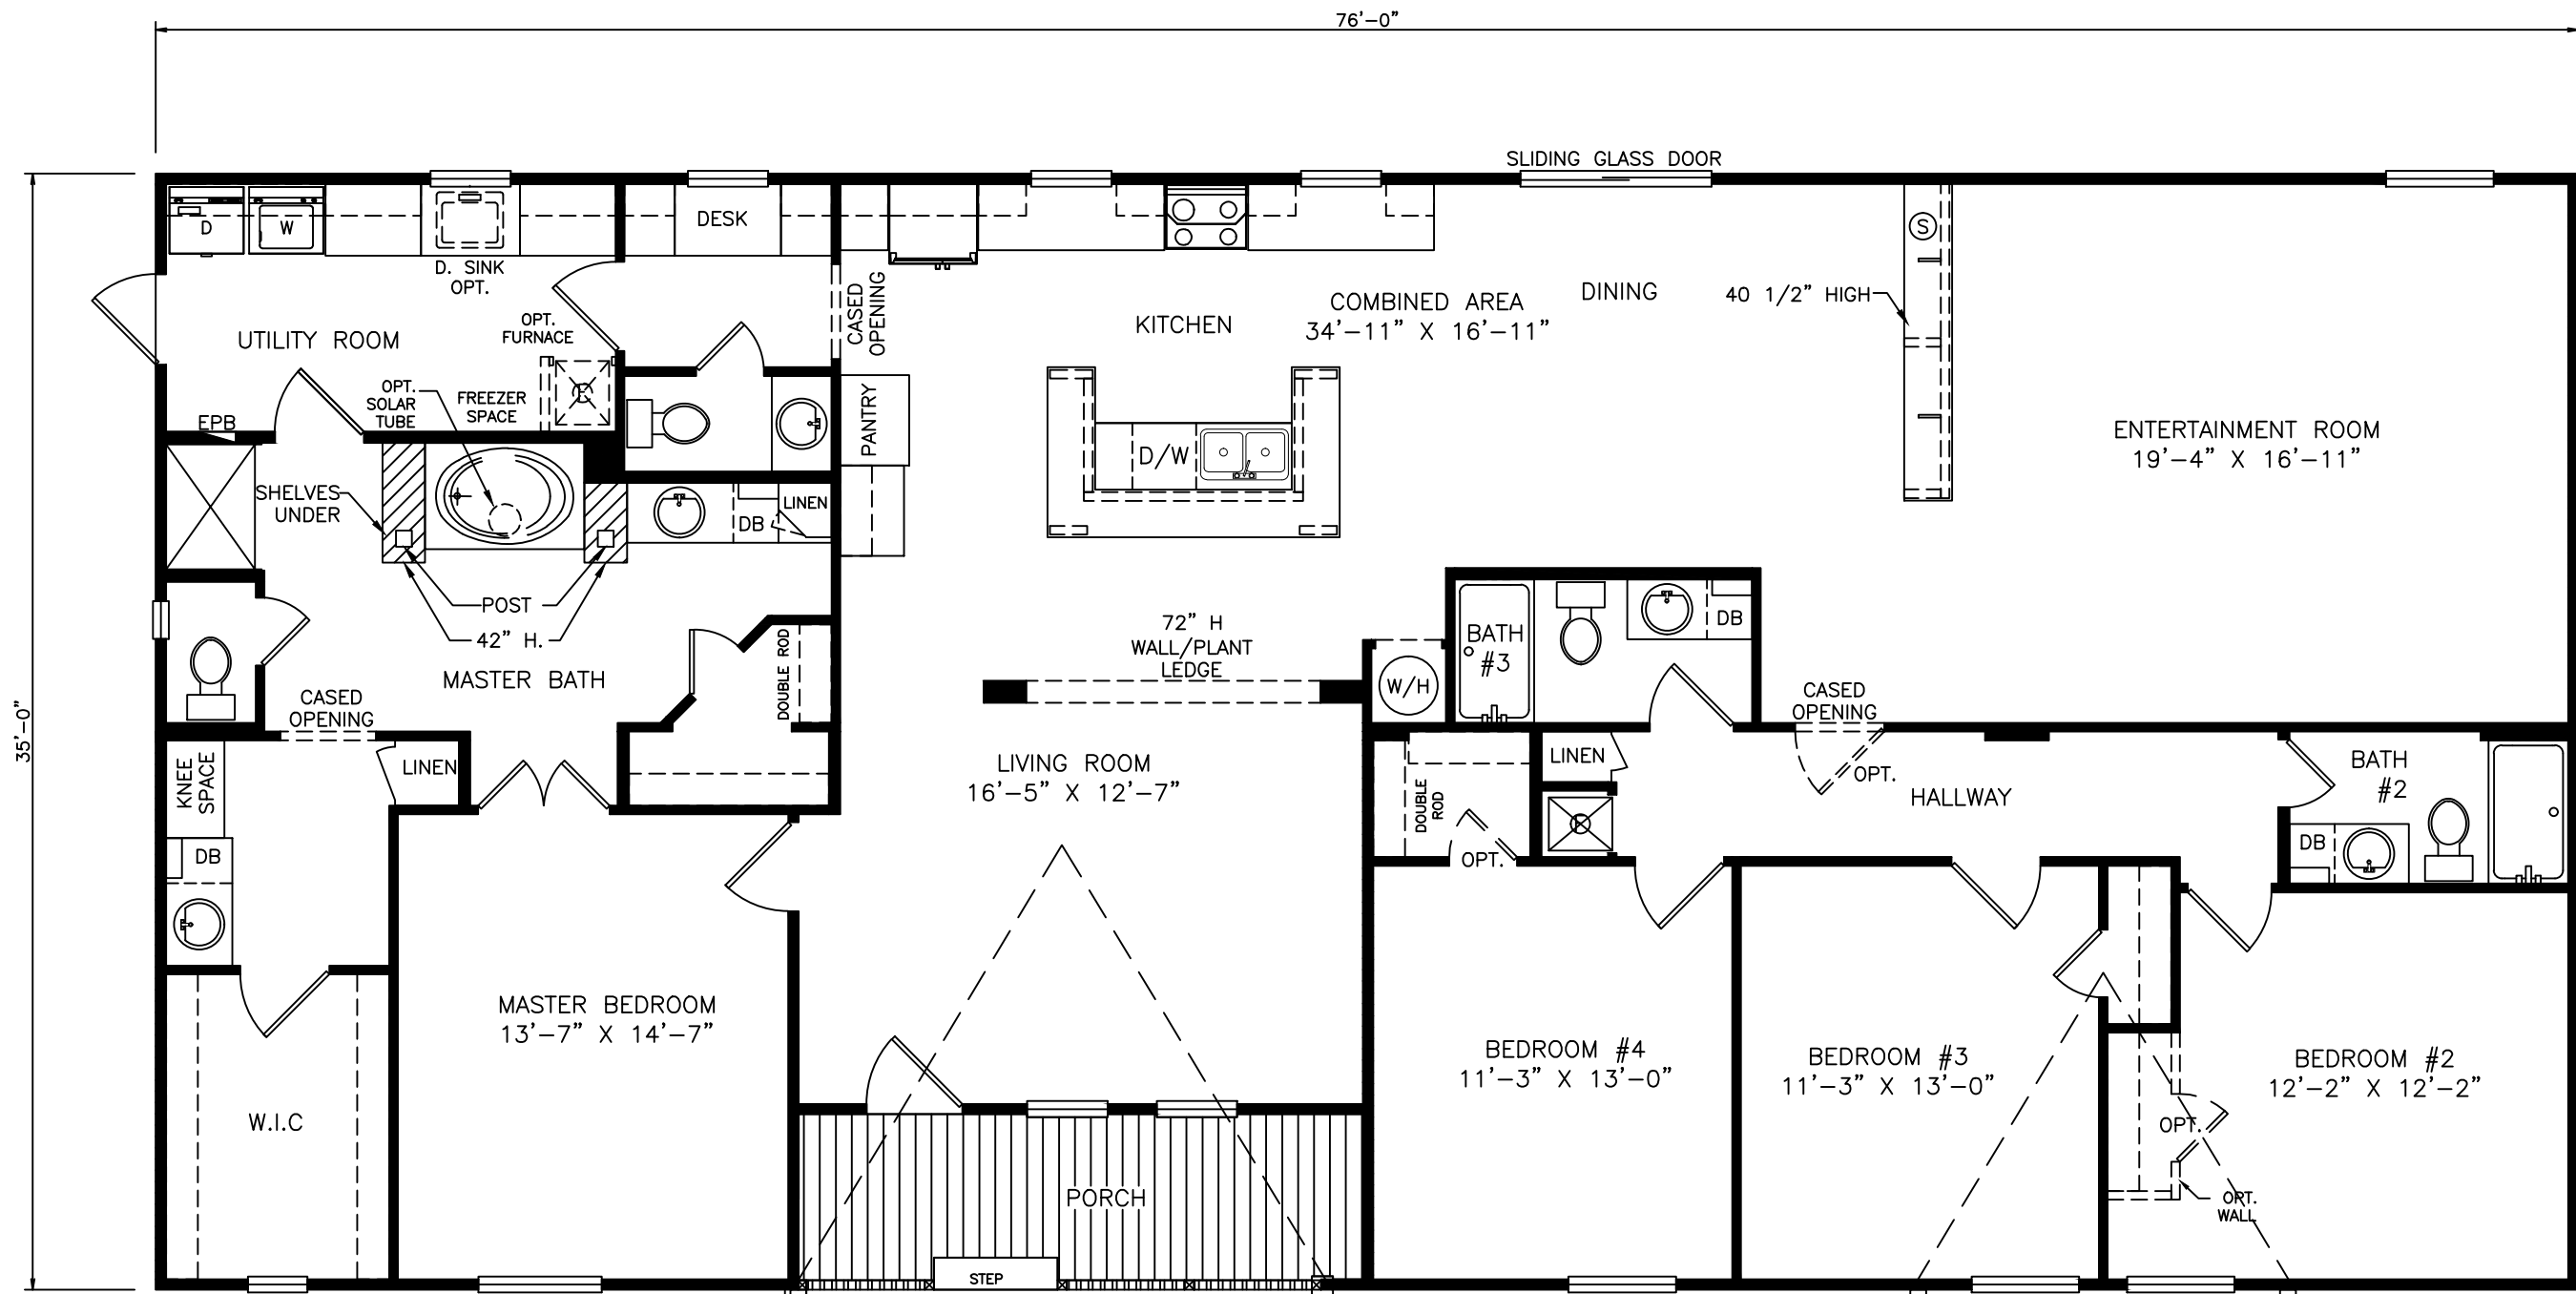 76'-0"
SLIDING GLASS DOOR
D
W
D. SINK
OPT.
DESK
CASED
OPENING
OPT.
FURNACE
F
UTILITY ROOM
OPT.
SOLAR
TUBE
FREEZER
SPACE
EPB
PANTRY
KITCHEN
COMBINED AREA
34'-11" X 16'-11"
DINING
40 1/2" HIGH
S
ENTERTAINMENT ROOM
19'-4" X 16'-11"
D/W
SHELVES
UNDER
DB
LINEN
POST
42" H.
MASTER BATH
DOUBLE ROD
72" H
WALL/PLANT
LEDGE
W/H
BATH
#3
DB
CASED
OPENING
OPT.
CASED
OPENING
35'-0"
KNEE
SPACE
LINEN
LIVING ROOM
16'-5" X 12'-7"
DOUBLE
ROD
OPT.
LINEN
F
HALLWAY
BATH
#2
DB
DB
MASTER BEDROOM
13'-7" X 14'-7"
W.I.C
BEDROOM #4
11'-3" X 13'-0"
BEDROOM #3
11'-3" X 13'-0"
BEDROOM #2
12'-2" X 12'-2"
OPT.
OPT.
WALL
PORCH
STEP